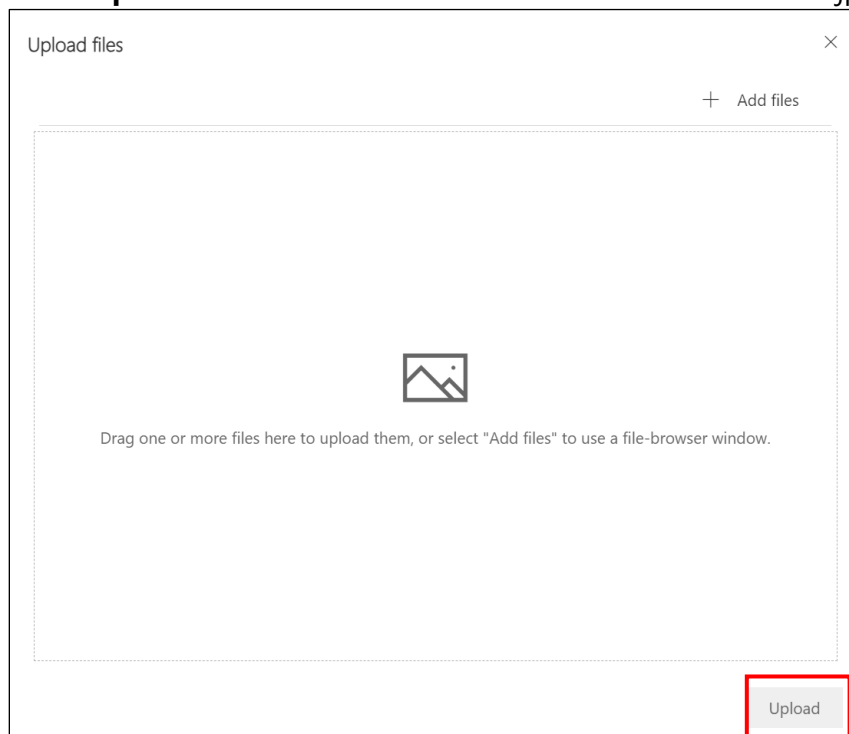 Upload files
Add files
Drag one or more files here to upload them, or select "Add files" to use a file-browser window.
Upload